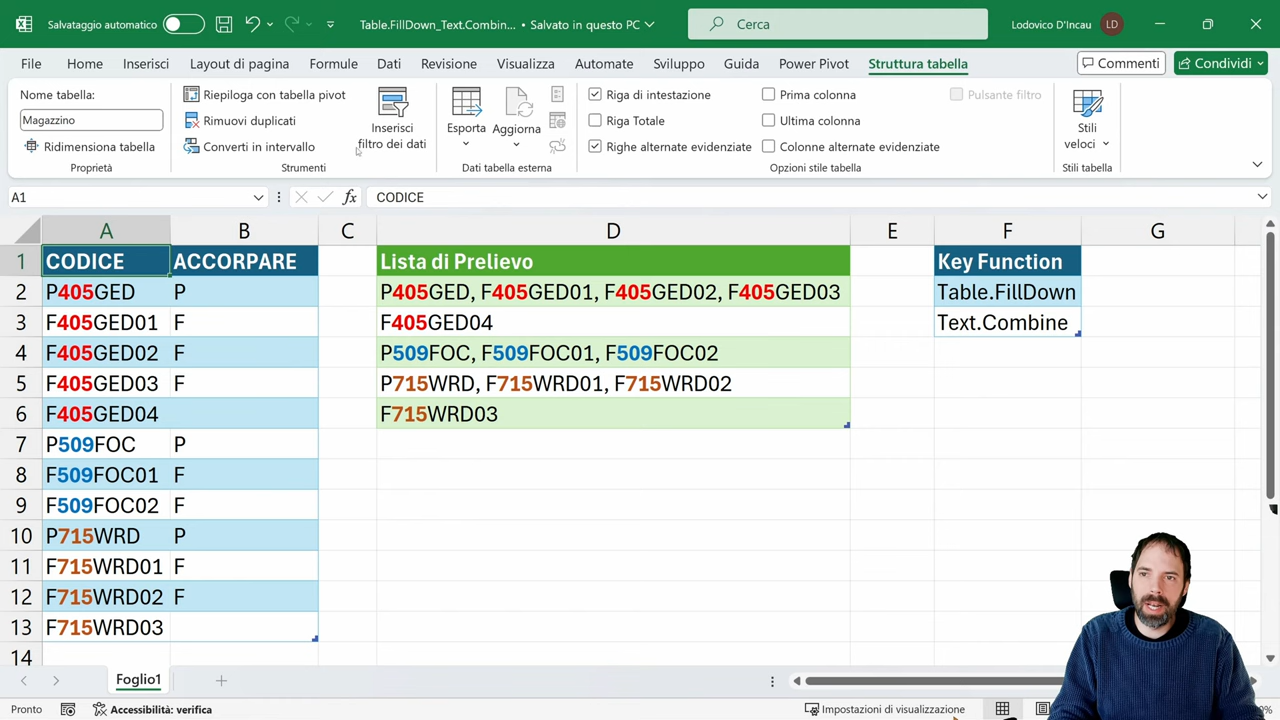 Salvataggio automatico
Table.FillDown_Text.Combin... • Salvato in questo PC
Cerca
Lodovico D'Incau
LD
File Home Inserisci Layout di pagina Formule Dati Revisione Visualizza Automate Sviluppo Guida Power Pivot Struttura tabella
Commenti
Condividi
Nome tabella:
Magazzino
Ridimensiona tabella
Proprietà
Riepiloga con tabella pivot
Rimuovi duplicati
Converti in intervallo
Inserisci
filtro dei dati
Strumenti
Esporta
Aggiorna
Dati tabella esterna
Riga di intestazione
Riga Totale
Righe alternate evidenziate
Prima colonna
Ultima colonna
Colonne alternate evidenziate
Pulsante filtro
Opzioni stile tabella
Stili
veloci
Stili tabella
A1
fx
CODICE
A B C D E F G
1 CODICE ACCORPARE Lista di Prelievo Key Function
2 P405GED P P405GED, F405GED01, F405GED02, F405GED03 Table.FillDown
3 F405GED01 F F405GED04 Text.Combine
4 F405GED02 F P509FOC, F509FOC01, F509FOC02
5 F405GED03 F P715WRD, F715WRD01, F715WRD02
6 F405GED04 F715WRD03
7 P509FOC P
8 F509FOC01 F
9 F509FOC02 F
10 P715WRD P
11 F715WRD01 F
12 F715WRD02 F
13 F715WRD03
14
Foglio1
Pronto
Accessibilità: verifica
Impostazioni di visualizzazione